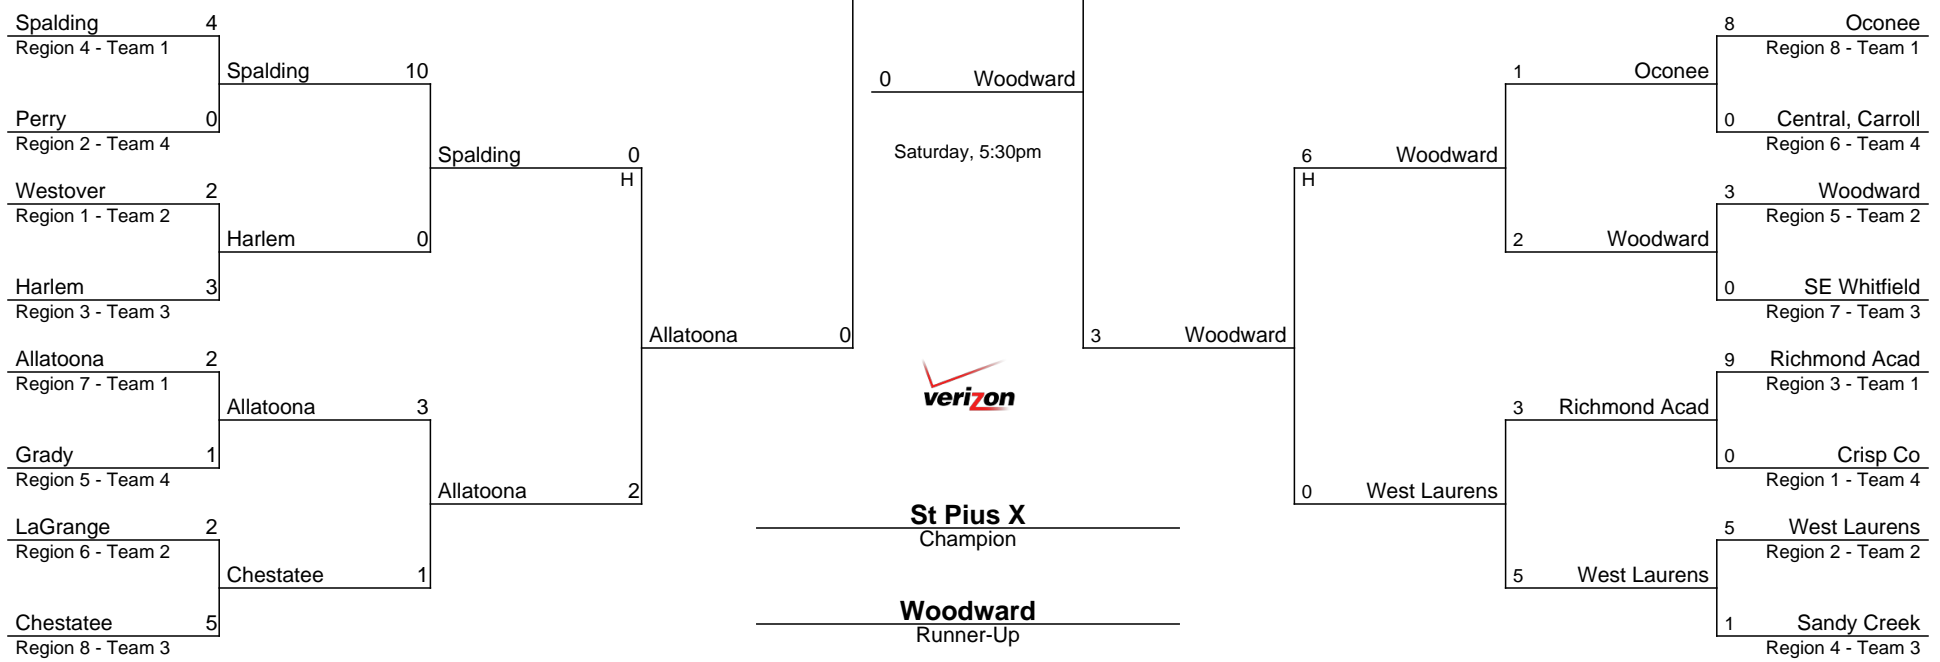 Spalding 4
Region 4 - Team 1
Spalding 10
Perry 0
Region 2 - Team 4
Spalding 0
H
Westover 2
Region 1 - Team 2
Harlem 0
Harlem 3
Region 3 - Team 3
Allatoona 0
Allatoona 2
Region 7 - Team 1
Allatoona 3
Grady 1
Region 5 - Team 4
Allatoona 2
LaGrange 2
Region 6 - Team 2
Chestatee 1
Chestatee 5
Region 8 - Team 3
0 Woodward
Saturday, 5:30pm
verizon
St Pius X
Champion
Woodward
Runner-Up
8 Oconee
Region 8 - Team 1
1 Oconee
0 Central, Carroll
Region 6 - Team 4
6 Woodward
H
3 Woodward
Region 5 - Team 2
2 Woodward
0 SE Whitfield
Region 7 - Team 3
3 Woodward
9 Richmond Acad
Region 3 - Team 1
3 Richmond Acad
0 Crisp Co
Region 1 - Team 4
0 West Laurens
5 West Laurens
Region 2 - Team 2
5 West Laurens
1 Sandy Creek
Region 4 - Team 3